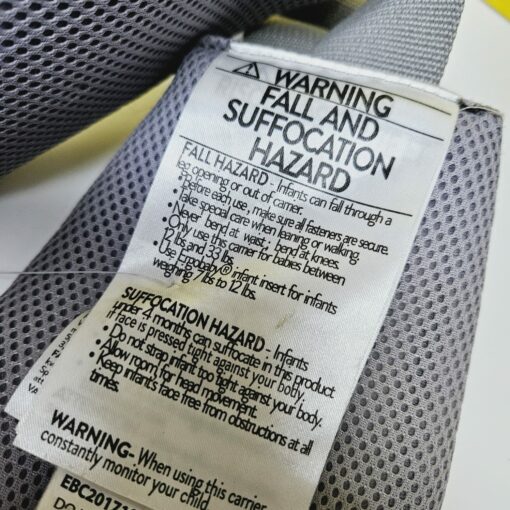 ⚠ WARNING
FALL AND
SUFFOCATION
HAZARD
FALL HAZARD - Infants can fall through a
leg opening or out of carrier.
• Before each use, make sure all fasteners are secure.
• Take special care when leaning or walking.
• Never bend at waist; bend at knees.
• Only use this carrier for babies between
12 lbs and 33 lbs.
• Use Ergobaby® infant insert for infants
weighing 7 lbs to 12 lbs.
SUFFOCATION HAZARD - Infants
under 4 months can suffocate in this product
if face is pressed tight against your body.
• Do not strap infant too tight against your body.
• Allow room for head movement.
• Keep infant's face free from obstructions at all
times.
WARNING- When using this carrier
constantly monitor your child